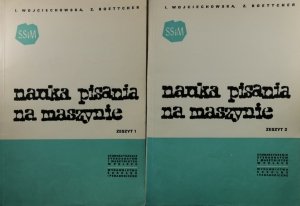 I. WOJCIECHOWSKA, Z. BOETTCHER
SSiM
nauka pisania
na maszynie
ZESZYT 1
I. WOJCIECHOWSKA, Z. BOETTCHER
SSiM
nauka pisania
na maszynie
ZESZYT 2